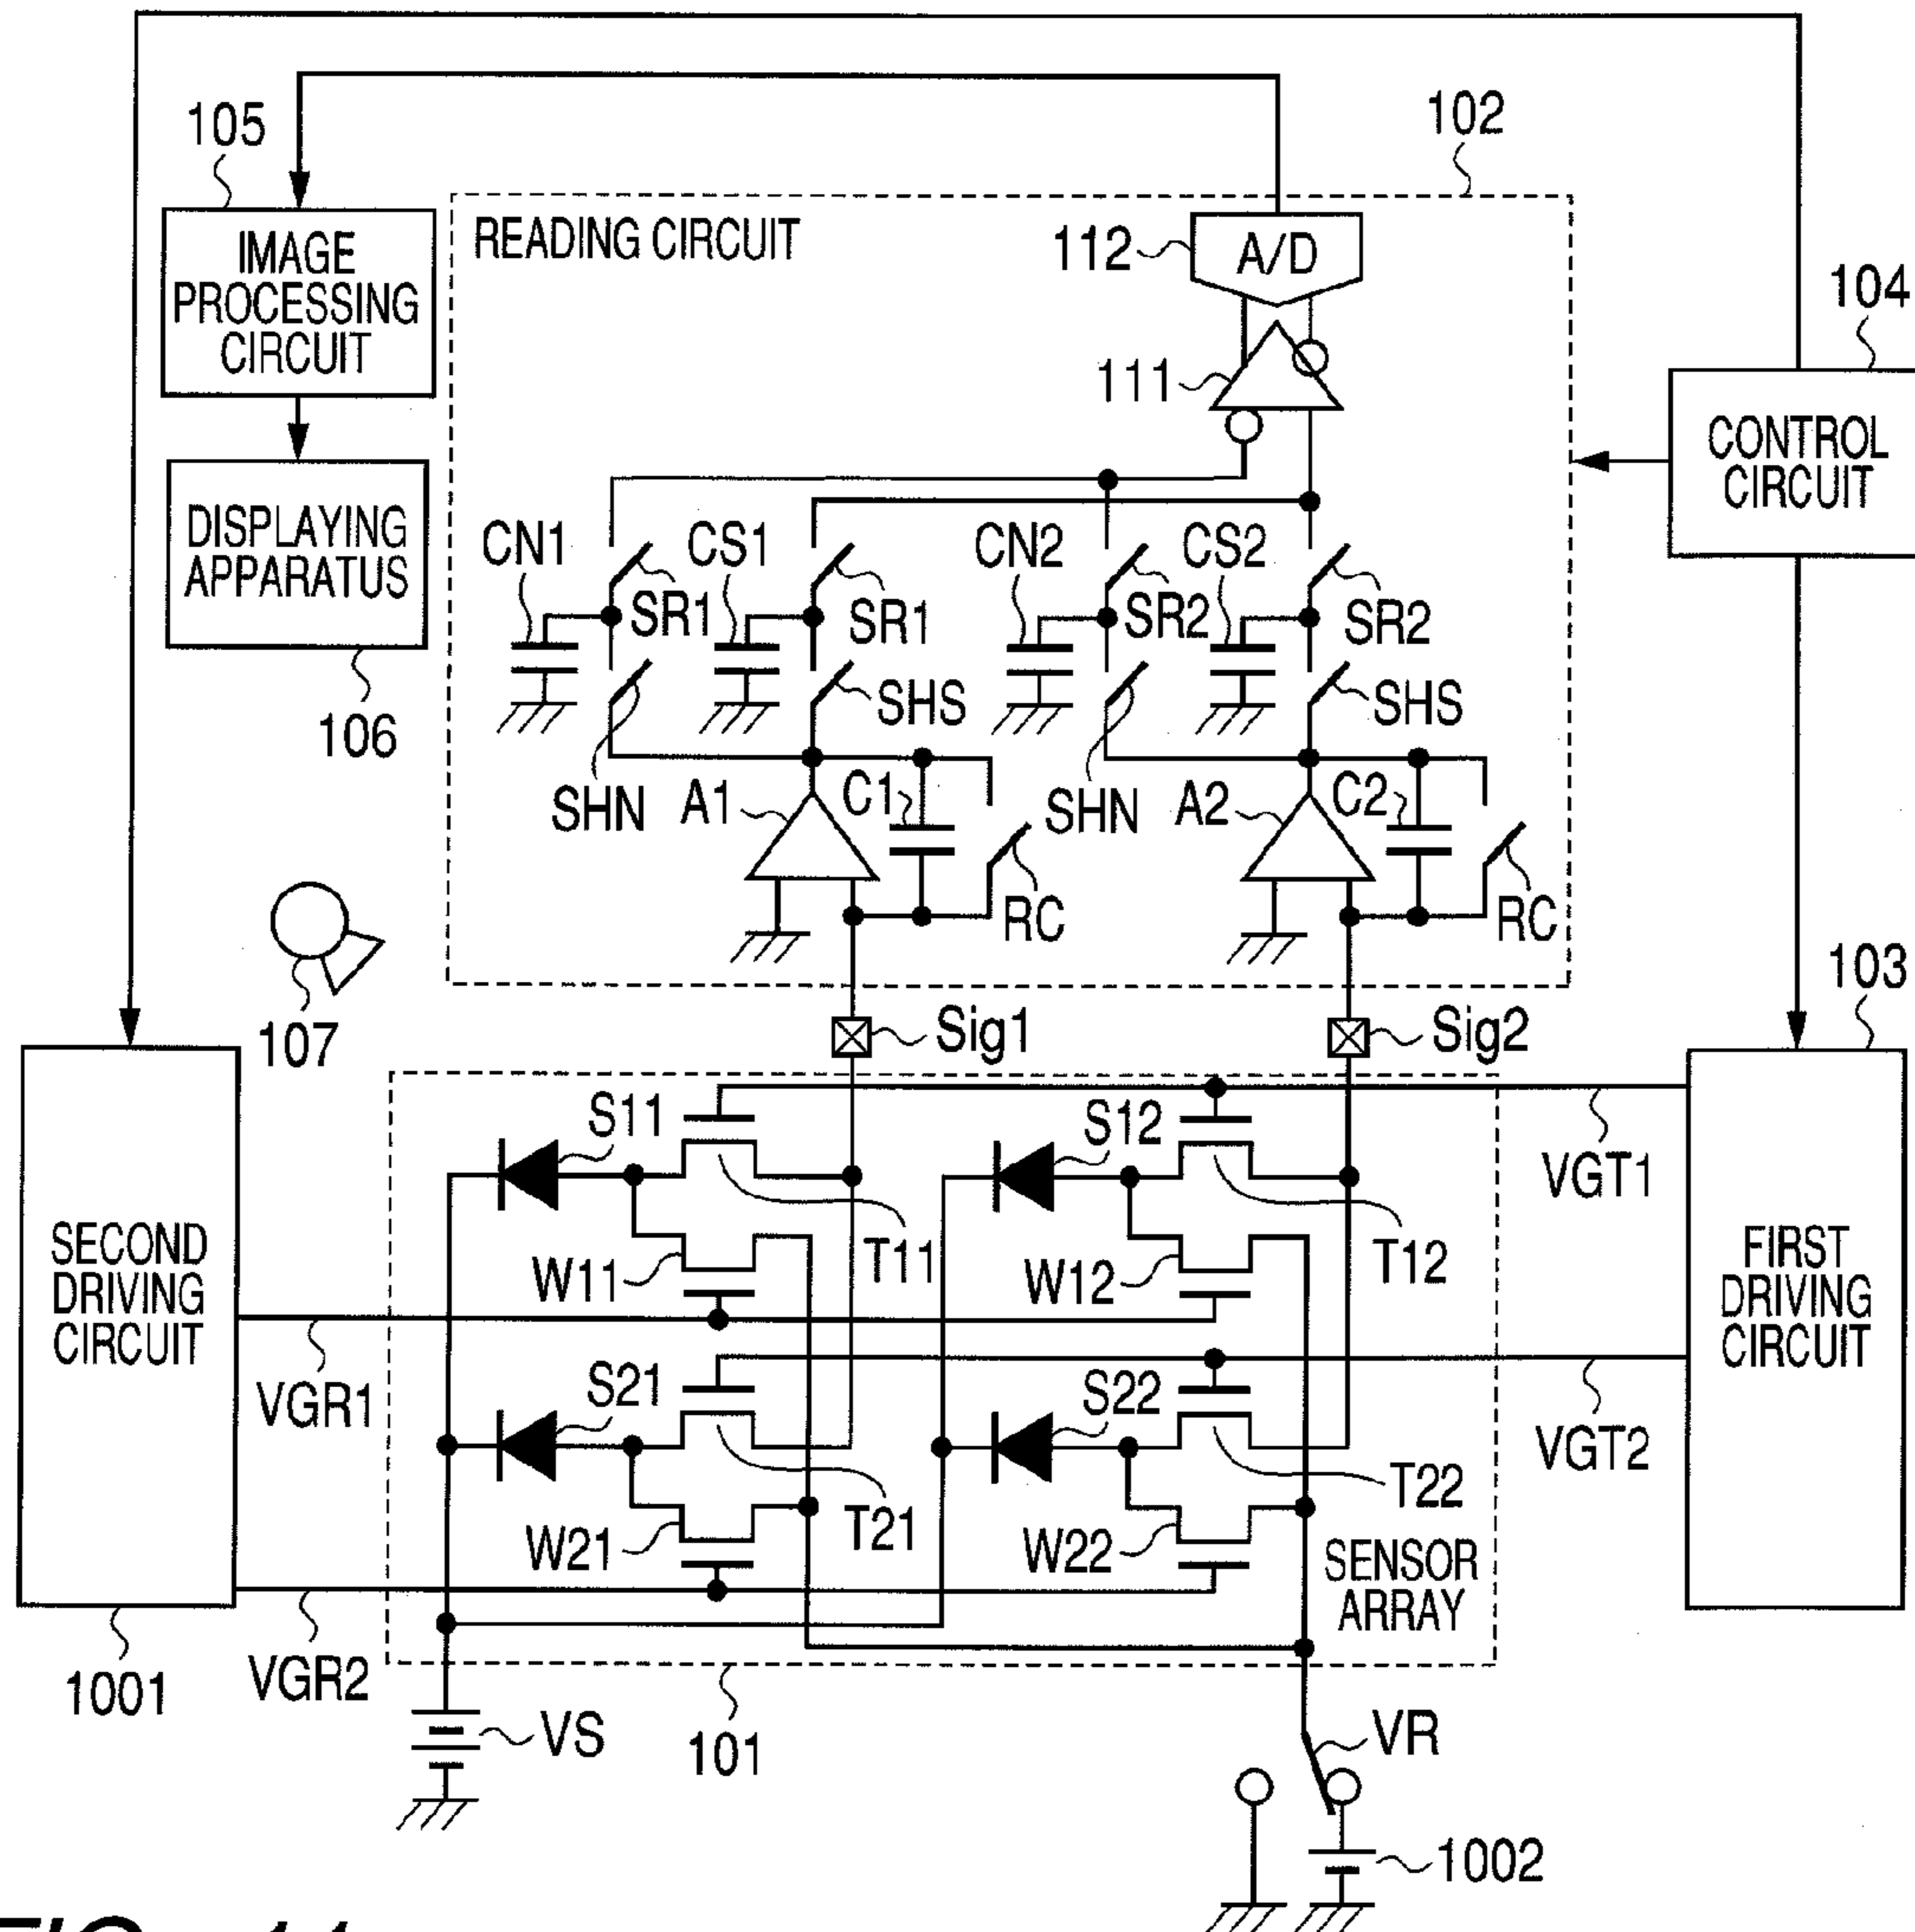 102
105
READING CIRCUIT
IMAGE
PROCESSING
CIRCUIT
112
A/D
104
111
CONTROL
CIRCUIT
DISPLAYING
APPARATUS
CN1
CS1
CN2
CS2
SR1
SR1
SR2
SR2
SHS
SHS
106
SHN
A1
C1
SHN
A2
C2
RC
RC
103
107
Sig1
Sig2
S11
S12
VGT1
SECOND
DRIVING
CIRCUIT
W11
T11
W12
T12
FIRST
DRIVING
CIRCUIT
VGR1
S21
S22
VGT2
T22
W21
T21
W22
SENSOR
ARRAY
1001
VGR2
VS
101
VR
1002